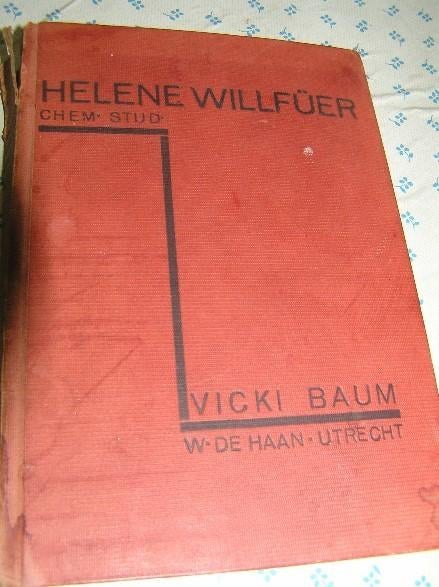 HELENE WILLFÜER
CHEM· STUD·
VICKI BAUM
W· DE HAAN · UTRECHT